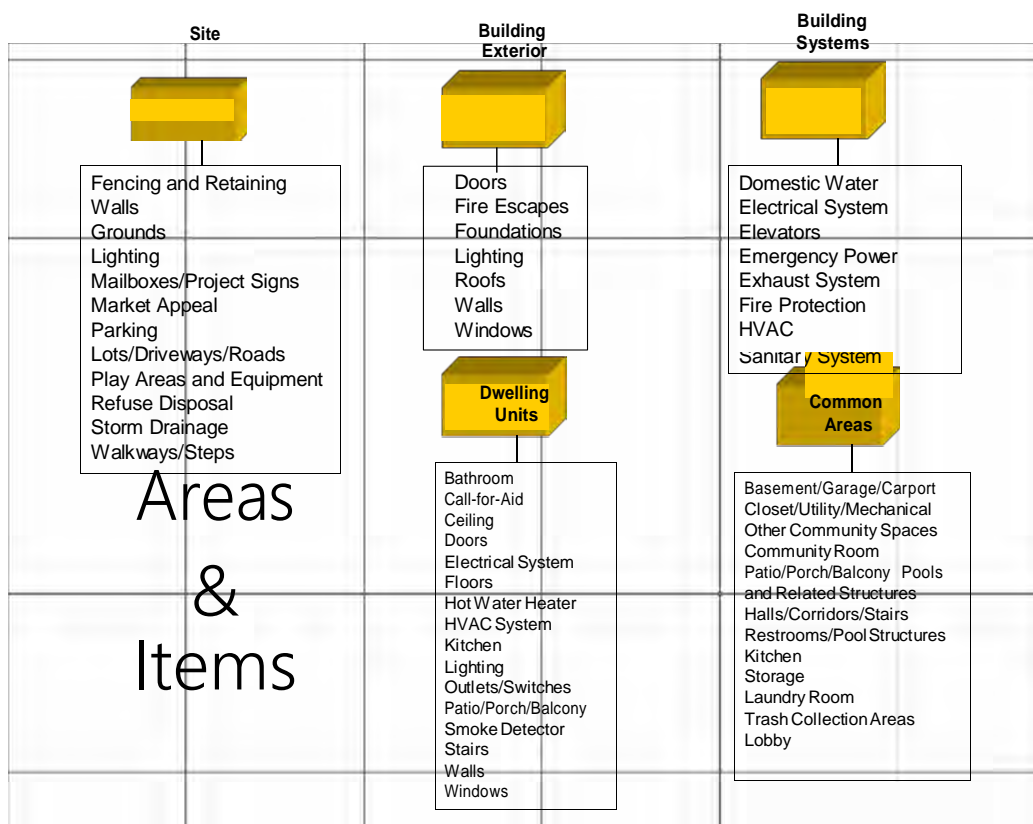 Site
Fencing and Retaining
Walls
Grounds
Lighting
Mailboxes/Project Signs
Market Appeal
Parking
Lots/Driveways/Roads
Play Areas and Equipment
Refuse Disposal
Storm Drainage
Walkways/Steps
Areas
&
Items
Building
Exterior
Doors
Fire Escapes
Foundations
Lighting
Roofs
Walls
Windows
Dwelling
Units
Bathroom
Call-for-Aid
Ceiling
Doors
Electrical System
Floors
Hot Water Heater
HVAC System
Kitchen
Lighting
Outlets/Switches
Patio/Porch/Balcony
Smoke Detector
Stairs
Walls
Windows
Building
Systems
Domestic Water
Electrical System
Elevators
Emergency Power
Exhaust System
Fire Protection
HVAC
Sanitary System
Common
Areas
Basement/Garage/Carport
Closet/Utility/Mechanical
Other Community Spaces
Community Room
Patio/Porch/Balcony Pools
and Related Structures
Halls/Corridors/Stairs
Restrooms/Pool Structures
Kitchen
Storage
Laundry Room
Trash Collection Areas
Lobby